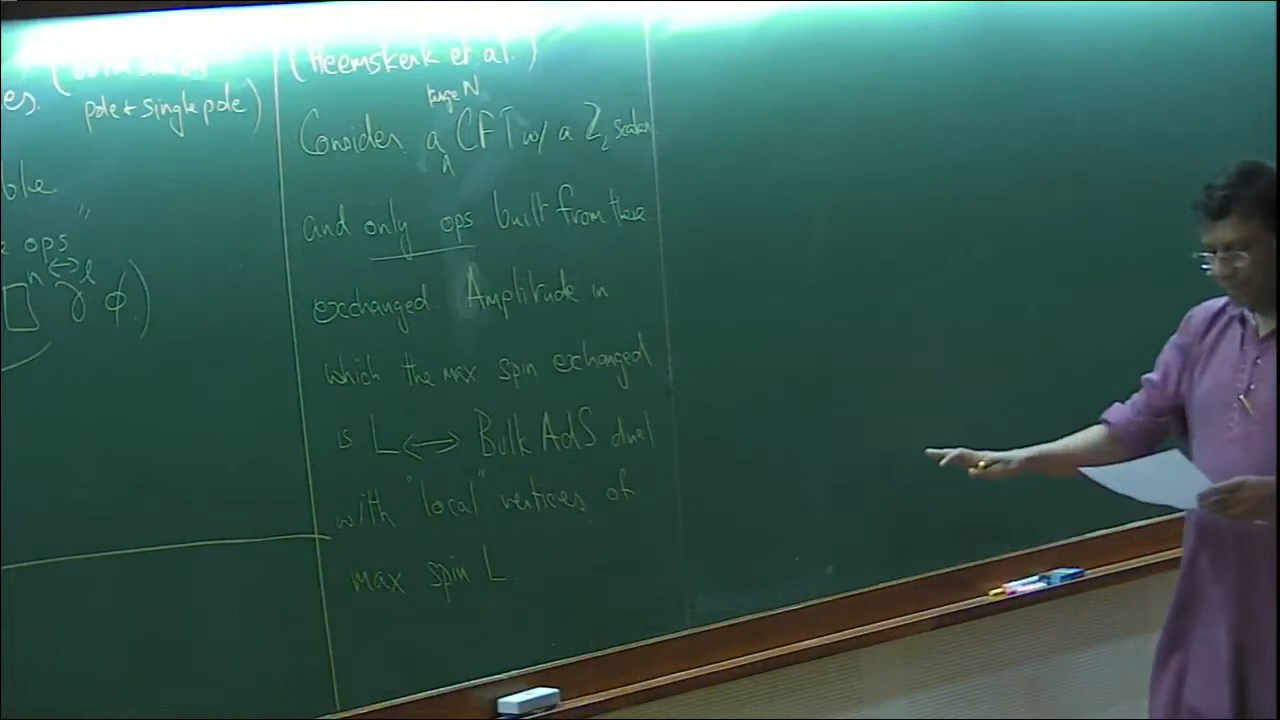 es.
pole + single pole)
ble
e ops"
□ⁿ ∂↔ˡ φ)
(Heemskerk et.al.)
large N
Consider a ^ CFT w/ a Z₂ scalar
and only ops built from these
exchanged. Amplitude in
which the max spin exchanged
is L ⟷ Bulk AdS dual
with "local" vertices of
max spin L.